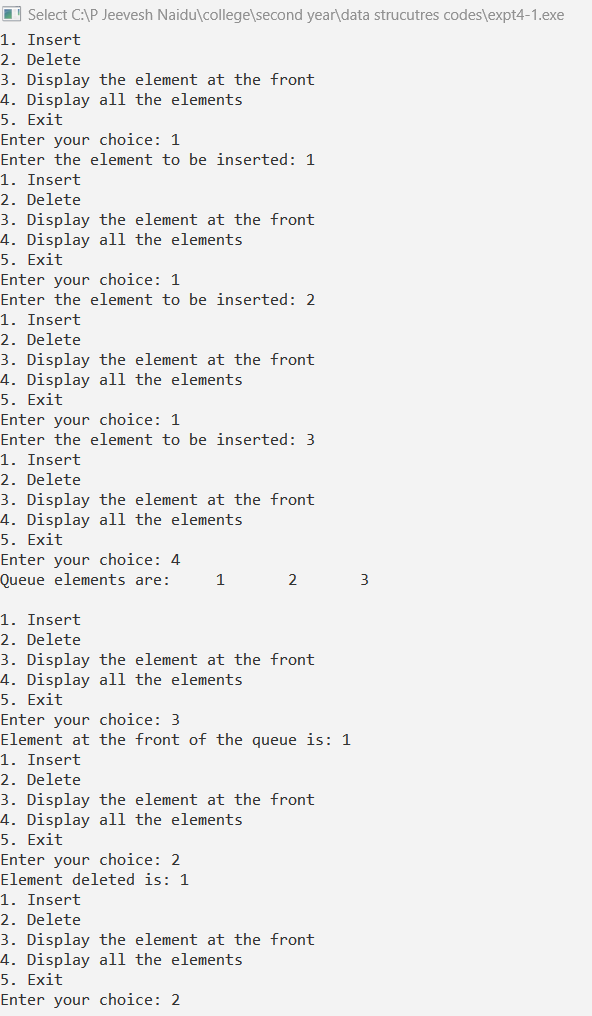 Select C:\P Jeevesh Naidu\college\second year\data strucutres codes\expt4-1.exe
1. Insert
2. Delete
3. Display the element at the front
4. Display all the elements
5. Exit
Enter your choice: 1
Enter the element to be inserted: 1
1. Insert
2. Delete
3. Display the element at the front
4. Display all the elements
5. Exit
Enter your choice: 1
Enter the element to be inserted: 2
1. Insert
2. Delete
3. Display the element at the front
4. Display all the elements
5. Exit
Enter your choice: 1
Enter the element to be inserted: 3
1. Insert
2. Delete
3. Display the element at the front
4. Display all the elements
5. Exit
Enter your choice: 4
Queue elements are:     1       2       3
1. Insert
2. Delete
3. Display the element at the front
4. Display all the elements
5. Exit
Enter your choice: 3
Element at the front of the queue is: 1
1. Insert
2. Delete
3. Display the element at the front
4. Display all the elements
5. Exit
Enter your choice: 2
Element deleted is: 1
1. Insert
2. Delete
3. Display the element at the front
4. Display all the elements
5. Exit
Enter your choice: 2